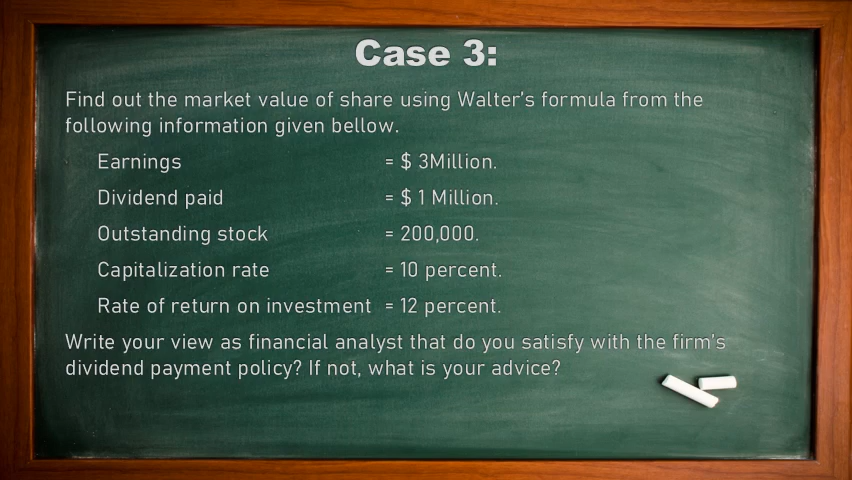 Case 3:
Find out the market value of share using Walter's formula from the
following information given bellow.
Earnings = $ 3Million.
Dividend paid = $ 1 Million.
Outstanding stock = 200,000.
Capitalization rate = 10 percent.
Rate of return on investment = 12 percent.
Write your view as financial analyst that do you satisfy with the firm's
dividend payment policy? If not, what is your advice?